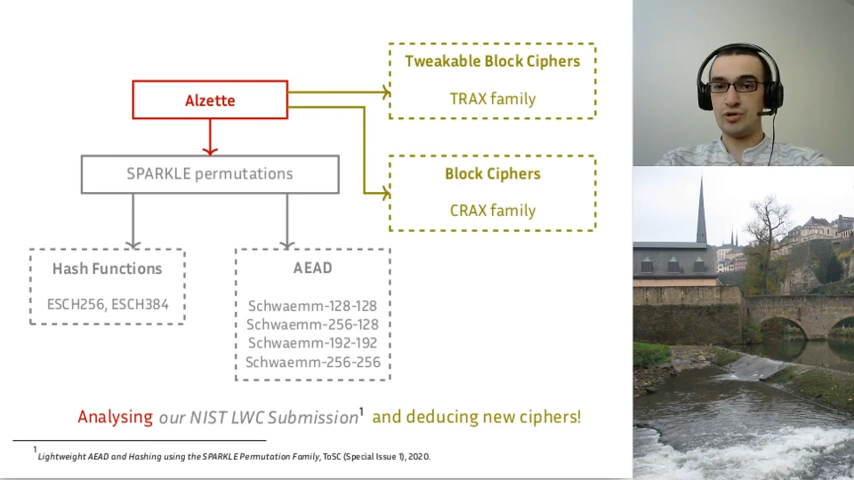 Tweakable Block Ciphers
TRAX family
Alzette
SPARKLE permutations
Block Ciphers
CRAX family
Hash Functions
ESCH256, ESCH384
AEAD
Schwaemm-128-128
Schwaemm-256-128
Schwaemm-192-192
Schwaemm-256-256
Analysing our NIST LWC Submission¹ and deducing new ciphers!
¹Lightweight AEAD and Hashing using the SPARKLE Permutation Family, ToSC (Special Issue 1), 2020.